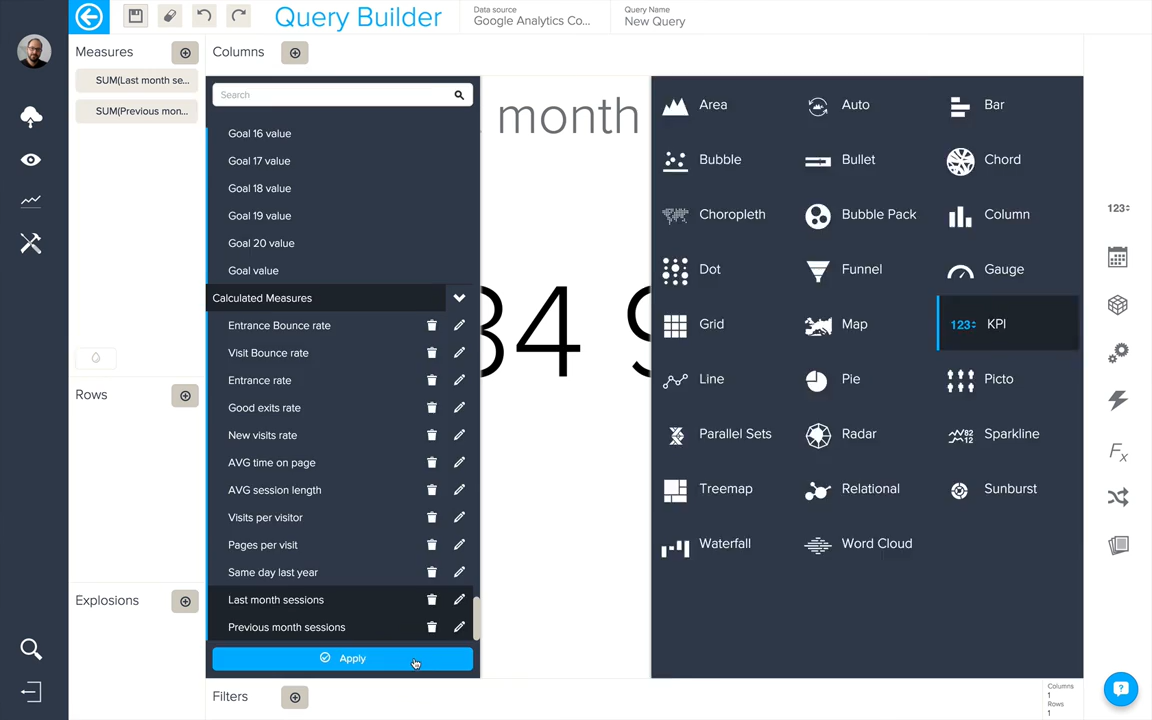 Query Builder
Data source
Google Analytics Co...
Query Name
New Query
Measures
SUM(Last month se...
SUM(Previous mon...
Rows
Explosions
Columns
Search
Goal 16 value
Goal 17 value
Goal 18 value
Goal 19 value
Goal 20 value
Goal value
Calculated Measures
Entrance Bounce rate
Visit Bounce rate
Entrance rate
Good exits rate
New visits rate
AVG time on page
AVG session length
Visits per visitor
Pages per visit
Same day last year
Last month sessions
Previous month sessions
Apply
Filters
month
34 9
Area
Auto
Bar
Bubble
Bullet
Chord
Choropleth
Bubble Pack
Column
Dot
Funnel
Gauge
Grid
Map
123 KPI
Line
Pie
Picto
Parallel Sets
Radar
Sparkline
Treemap
Relational
Sunburst
Waterfall
Word Cloud
123
Fx
Columns
1
Rows
1